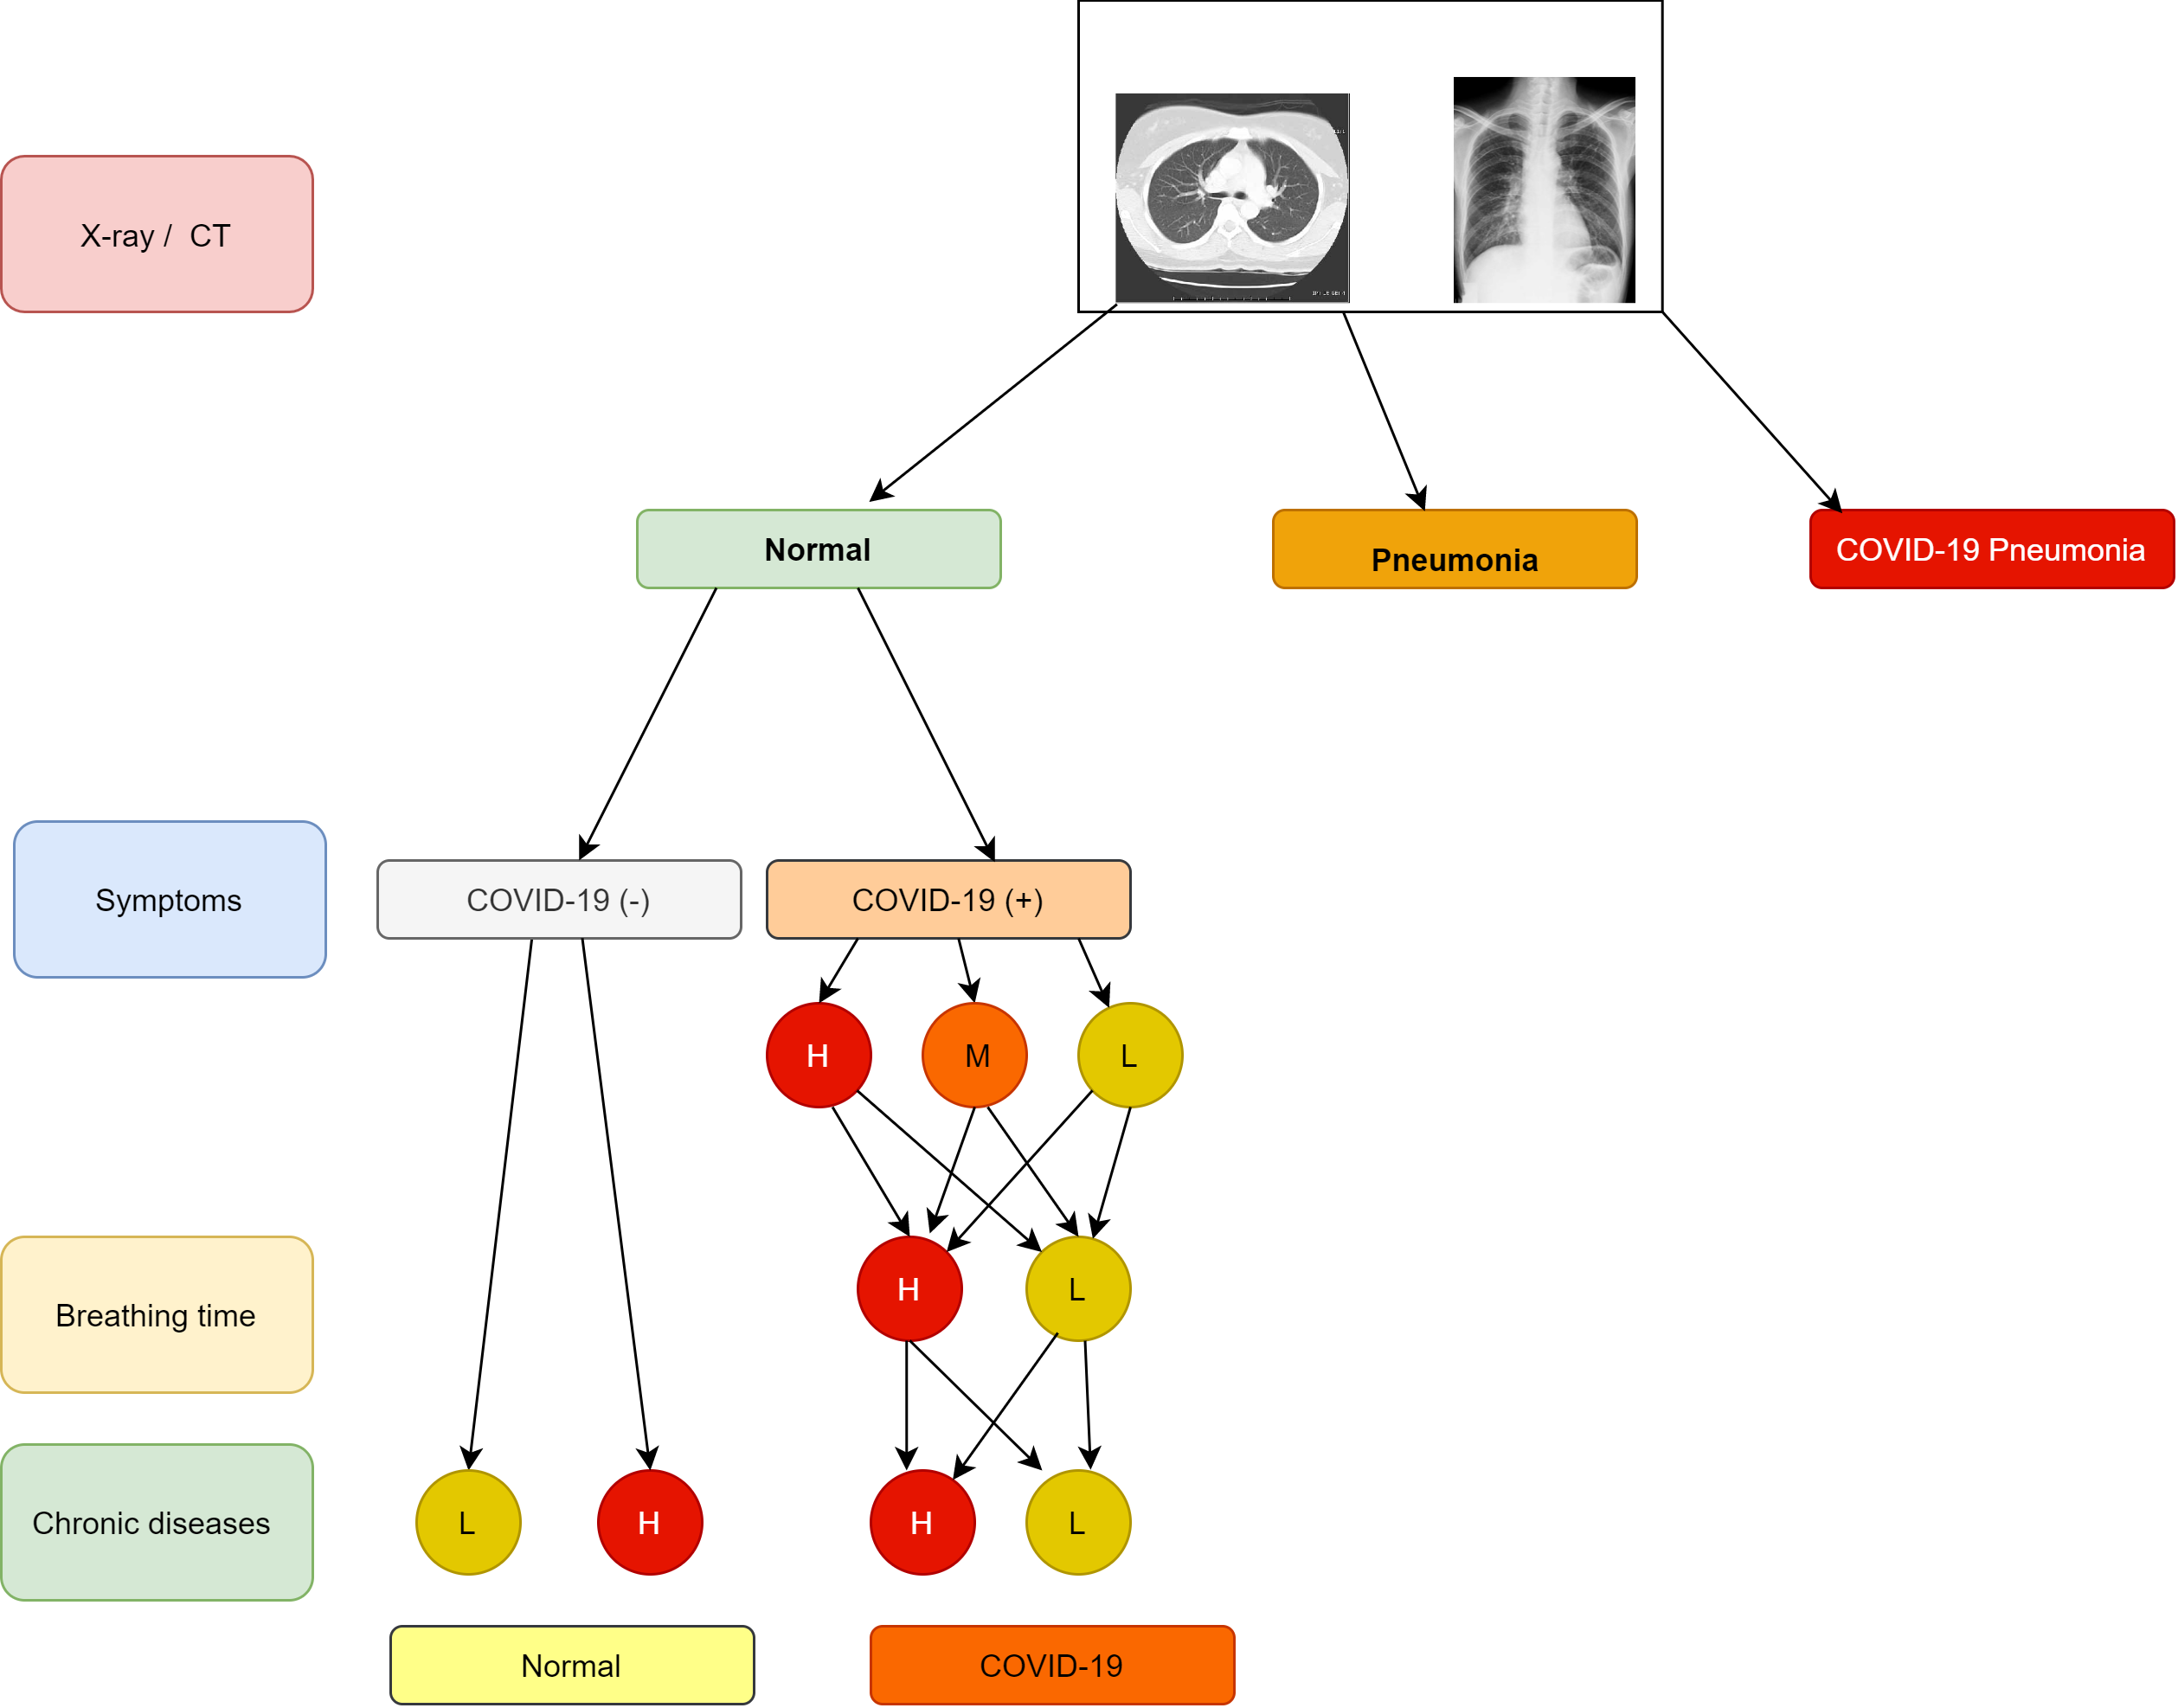 X-ray / CT
Normal
Pneumonia
COVID-19 Pneumonia
Symptoms
COVID-19 (-)
COVID-19 (+)
H
M
L
Breathing time
H
L
Chronic diseases
L
H
H
L
Normal
COVID-19